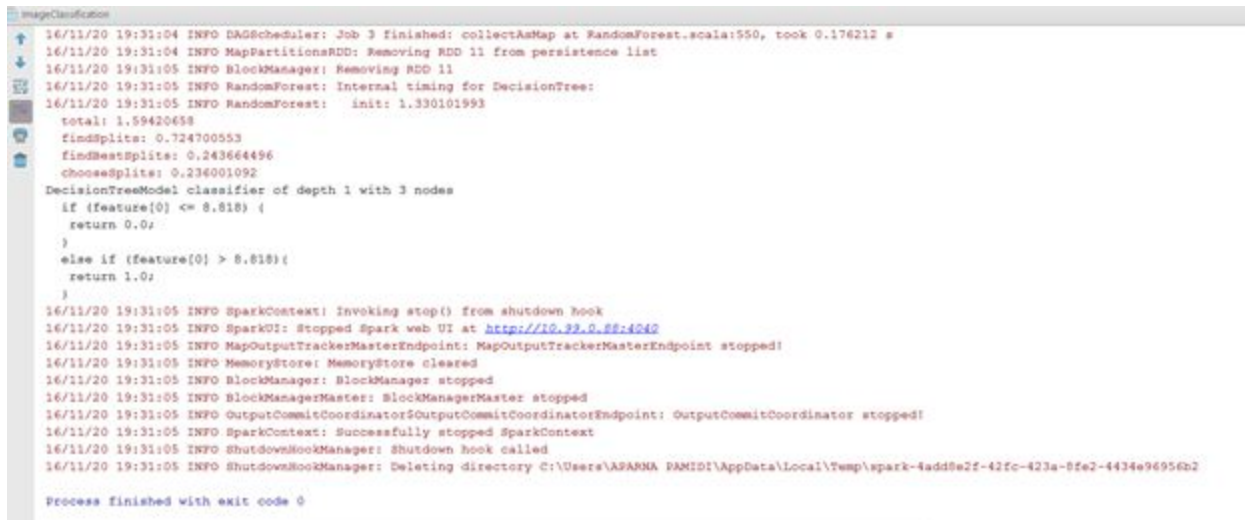 ImageClassification
16/11/20 19:31:04 INFO DAGScheduler: Job 3 finished: collectAsMap at RandomForest.scala:550, took 0.176212 s
16/11/20 19:31:04 INFO MapPartitionsRDD: Removing RDD 11 from persistence list
16/11/20 19:31:05 INFO BlockManager: Removing RDD 11
16/11/20 19:31:05 INFO RandomForest: Internal timing for DecisionTree:
16/11/20 19:31:05 INFO RandomForest:   init: 1.330101993
  total: 1.59420658
  findSplits: 0.724700553
  findBestSplits: 0.243664496
  chooseSplits: 0.236001092
DecisionTreeModel classifier of depth 1 with 3 nodes
  if (feature[0] <= 8.818) {
   return 0.0;
  }
  else if (feature[0] > 8.818){
   return 1.0;
  }
16/11/20 19:31:05 INFO SparkContext: Invoking stop() from shutdown hook
16/11/20 19:31:05 INFO SparkUI: Stopped Spark web UI at http://10.99.0.88:4040
16/11/20 19:31:05 INFO MapOutputTrackerMasterEndpoint: MapOutputTrackerMasterEndpoint stopped!
16/11/20 19:31:05 INFO MemoryStore: MemoryStore cleared
16/11/20 19:31:05 INFO BlockManager: BlockManager stopped
16/11/20 19:31:05 INFO BlockManagerMaster: BlockManagerMaster stopped
16/11/20 19:31:05 INFO OutputCommitCoordinator$OutputCommitCoordinatorEndpoint: OutputCommitCoordinator stopped!
16/11/20 19:31:05 INFO SparkContext: Successfully stopped SparkContext
16/11/20 19:31:05 INFO ShutdownHookManager: Shutdown hook called
16/11/20 19:31:05 INFO ShutdownHookManager: Deleting directory C:\Users\APARNA PAMIDI\AppData\Local\Temp\spark-4add8e2f-42fc-423a-8fe2-4434e96956b2
Process finished with exit code 0